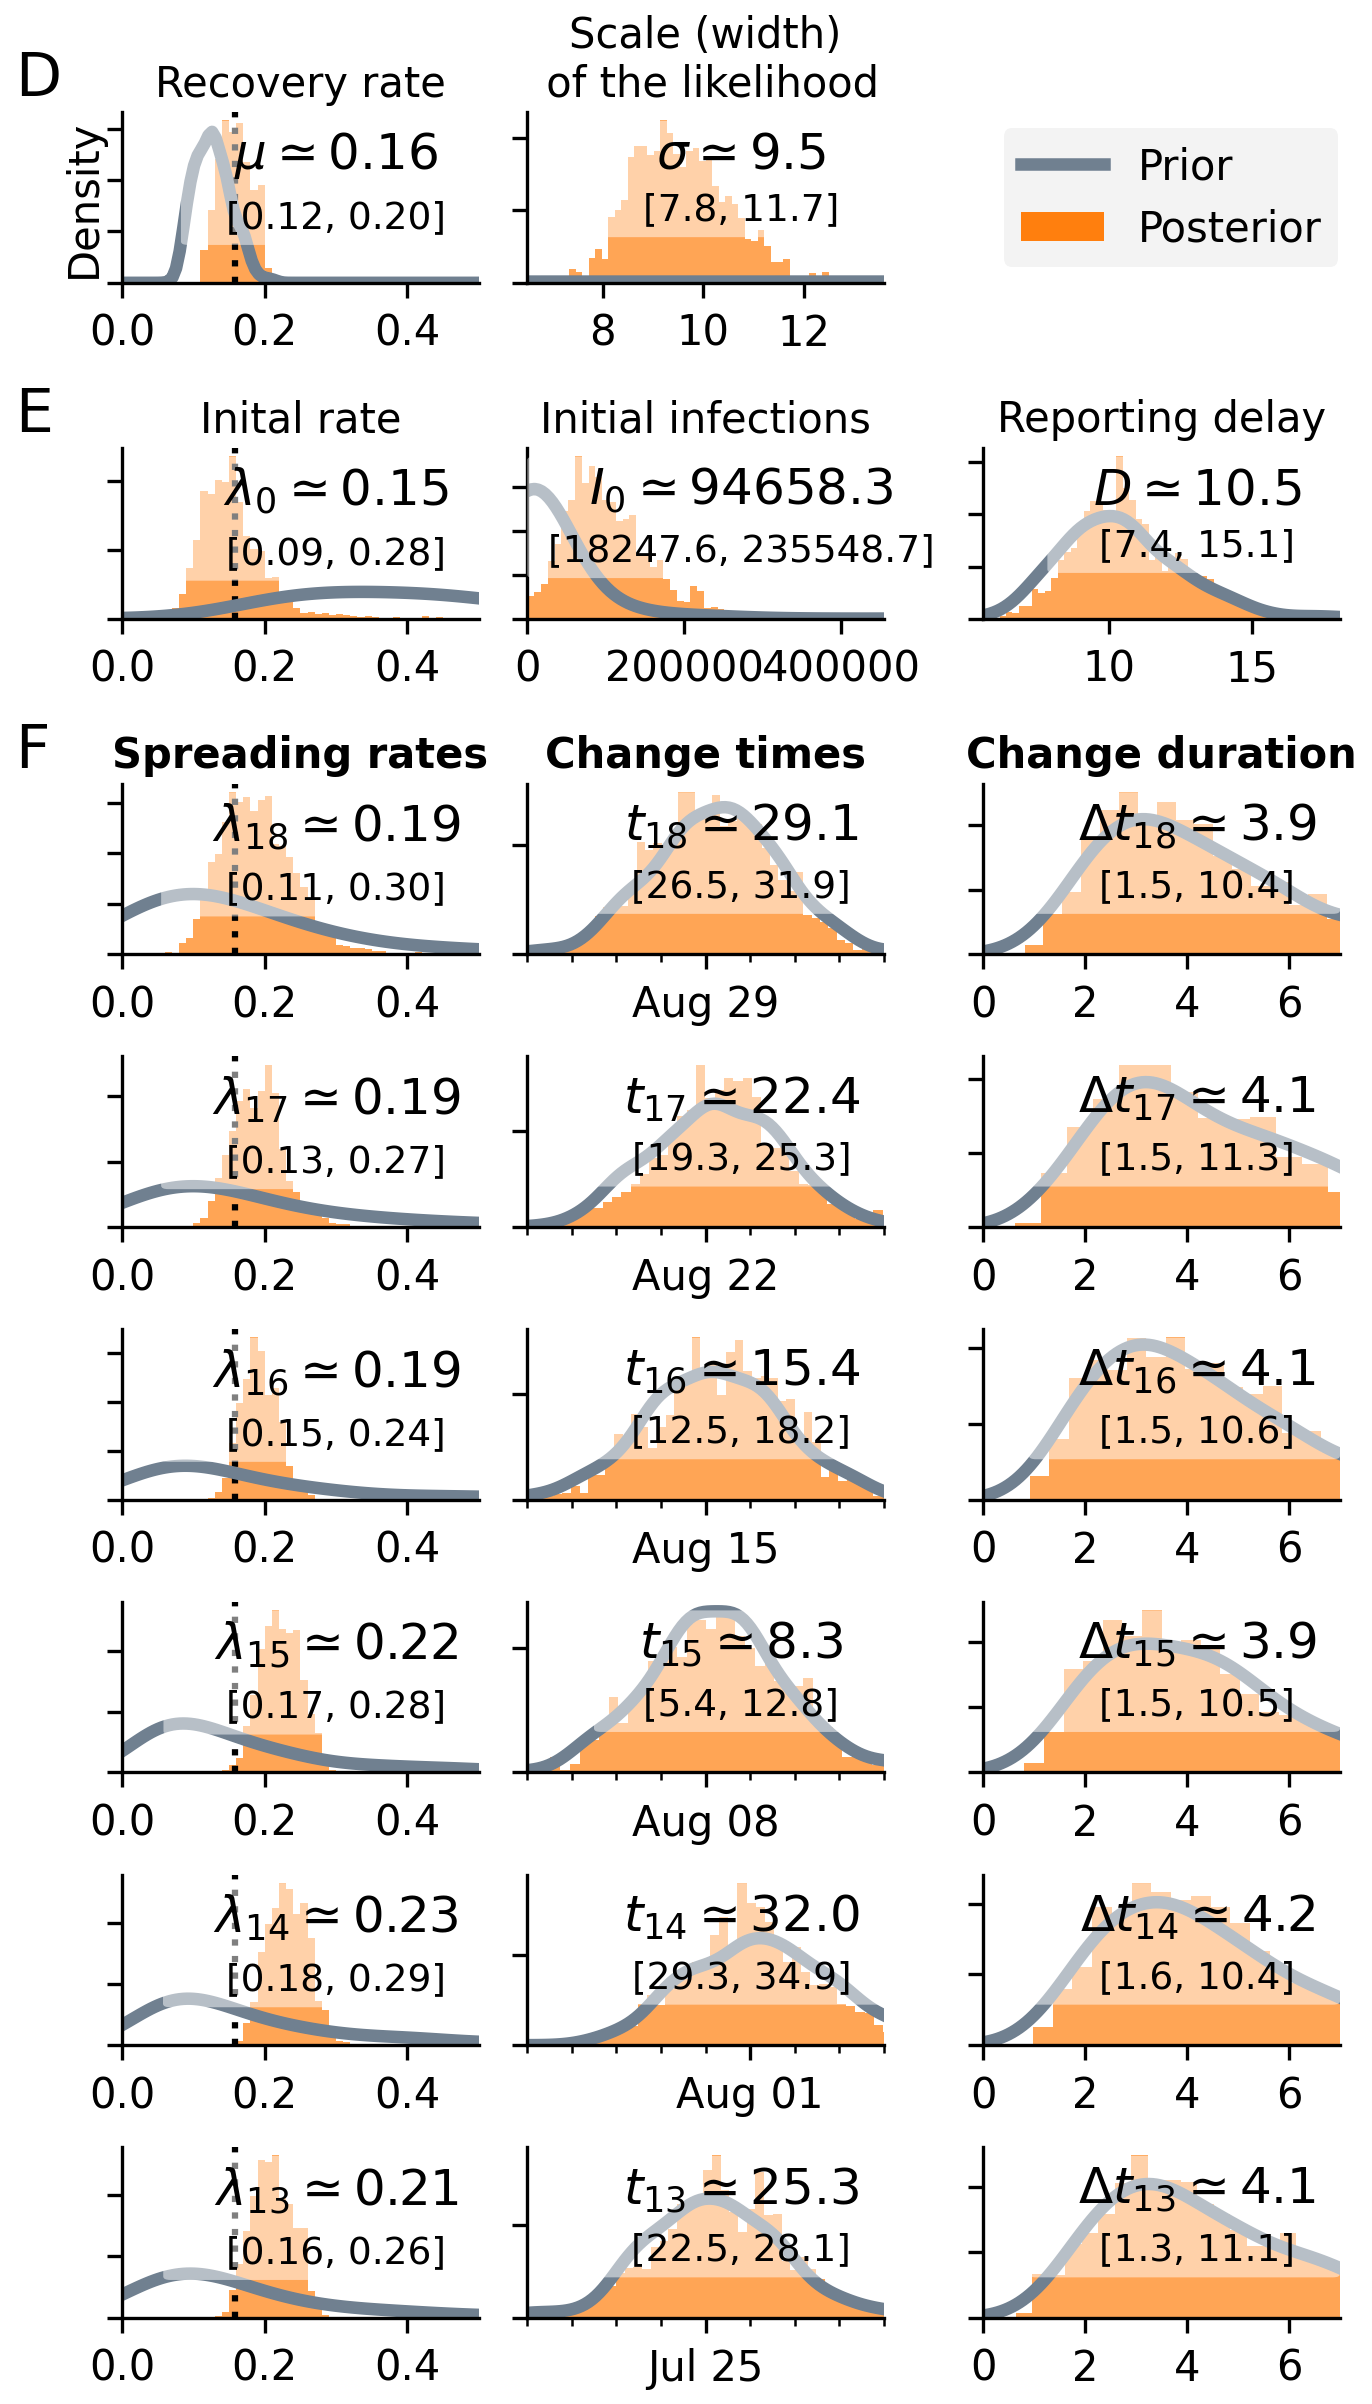 D
Recovery rate
Scale (width)
of the likelihood
Density
μ ≃ 0.16
[0.12, 0.20]
0.0 0.2 0.4
σ ≃ 9.5
[7.8, 11.7]
8 10 12
Prior
Posterior
E
Inital rate
λ0 ≃ 0.15
[0.09, 0.28]
0.0 0.2 0.4
Initial infections
I0 ≃ 94658.3
[18247.6, 235548.7]
0 200000 400000
Reporting delay
D ≃ 10.5
[7.4, 15.1]
10 15
F
Spreading rates
Change times
Change duration
λ18 ≃ 0.19
[0.11, 0.30]
0.0 0.2 0.4
t18 ≃ 29.1
[26.5, 31.9]
Aug 29
Δt18 ≃ 3.9
[1.5, 10.4]
0 2 4 6
λ17 ≃ 0.19
[0.13, 0.27]
0.0 0.2 0.4
t17 ≃ 22.4
[19.3, 25.3]
Aug 22
Δt17 ≃ 4.1
[1.5, 11.3]
0 2 4 6
λ16 ≃ 0.19
[0.15, 0.24]
0.0 0.2 0.4
t16 ≃ 15.4
[12.5, 18.2]
Aug 15
Δt16 ≃ 4.1
[1.5, 10.6]
0 2 4 6
λ15 ≃ 0.22
[0.17, 0.28]
0.0 0.2 0.4
t15 ≃ 8.3
[5.4, 12.8]
Aug 08
Δt15 ≃ 3.9
[1.5, 10.5]
0 2 4 6
λ14 ≃ 0.23
[0.18, 0.29]
0.0 0.2 0.4
t14 ≃ 32.0
[29.3, 34.9]
Aug 01
Δt14 ≃ 4.2
[1.6, 10.4]
0 2 4 6
λ13 ≃ 0.21
[0.16, 0.26]
0.0 0.2 0.4
t13 ≃ 25.3
[22.5, 28.1]
Jul 25
Δt13 ≃ 4.1
[1.3, 11.1]
0 2 4 6